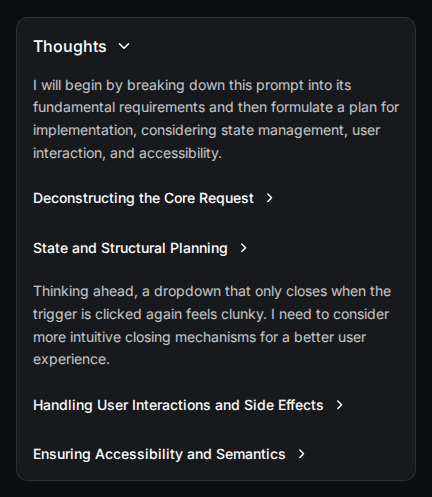 Thoughts
I will begin by breaking down this prompt into its
fundamental requirements and then formulate a plan for
implementation, considering state management, user
interaction, and accessibility.
Deconstructing the Core Request
State and Structural Planning
Thinking ahead, a dropdown that only closes when the
trigger is clicked again feels clunky. I need to consider
more intuitive closing mechanisms for a better user
experience.
Handling User Interactions and Side Effects
Ensuring Accessibility and Semantics